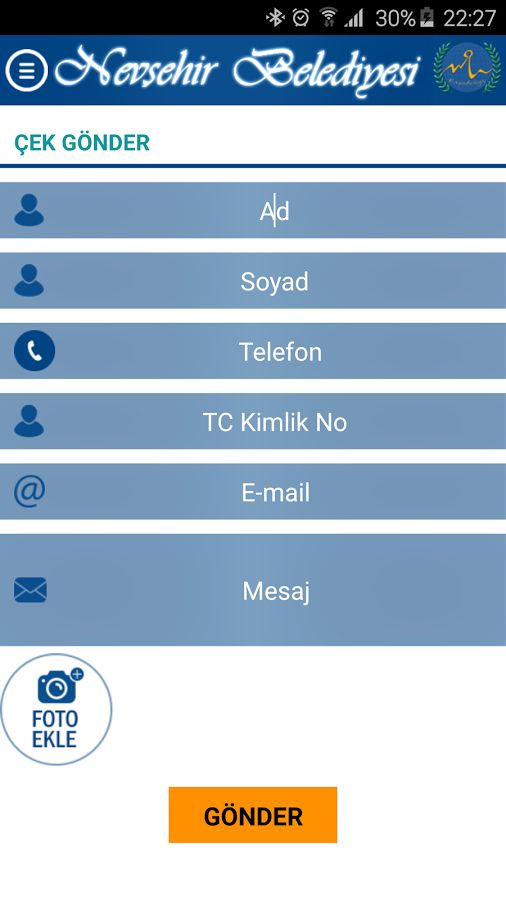 30% 22:27
Nevşehir Belediyesi
ÇEK GÖNDER
Ad
Soyad
Telefon
TC Kimlik No
@ E-mail
Mesaj
FOTO
EKLE
GÖNDER